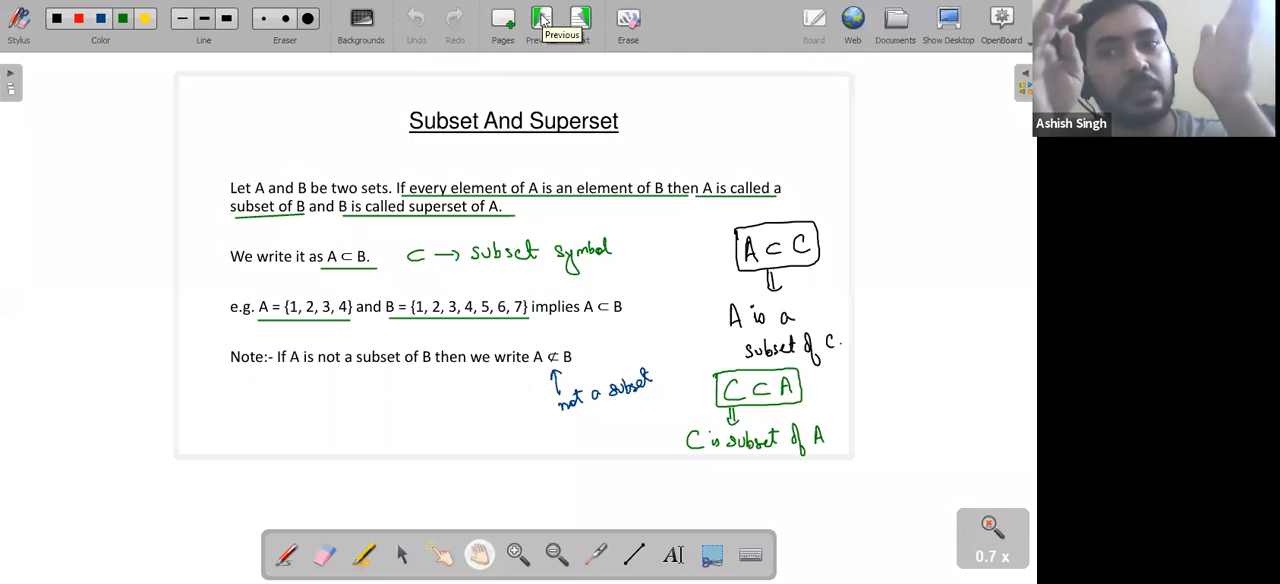 Stylus
Color
Line
Eraser
Backgrounds
Undo
Redo
Pages
Previous
Erase
Board
Web
Documents
Show Desktop
OpenBoard
Ashish Singh
Subset And Superset
Let A and B be two sets. If every element of A is an element of B then A is called a
subset of B and B is called superset of A.
We write it as A ⊂ B.
⊂ → subset symbol
e.g. A = {1, 2, 3, 4} and B = {1, 2, 3, 4, 5, 6, 7} implies A ⊂ B
Note:- If A is not a subset of B then we write A ⊄ B
not a subset
A ⊂ C
A is a
subset of C.
C ⊂ A
C is subset of A
0.7 x